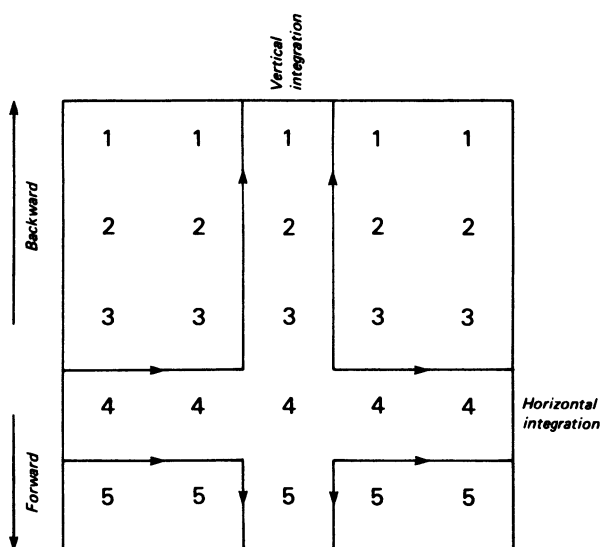 Vertical
integration
Backward
1 1 1 1 1
2 2 2 2 2
3 3 3 3 3
4 4 4 4 4
Horizontal
integration
Forward
5 5 5 5 5